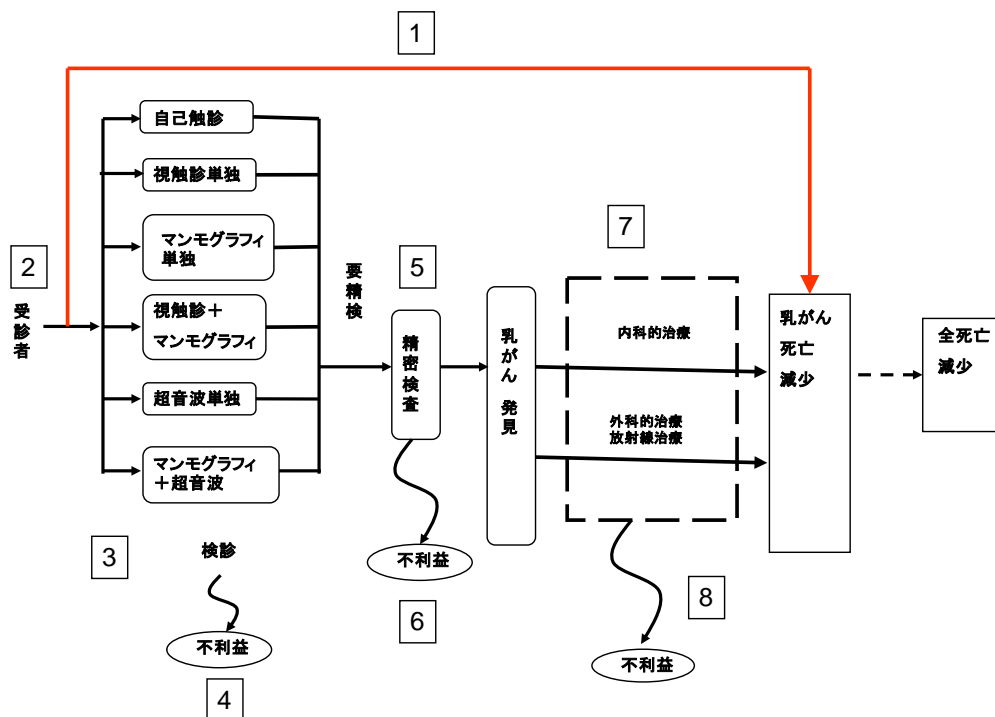 1
自己触診
視触診単独
マンモグラフィ
単独
視触診＋
マンモグラフィ
超音波単独
マンモグラフィ
＋超音波
2
受診者
3
検診
不利益
4
要精検
5
精密検査
不利益
6
乳がん 発見
7
内科的治療
外科的治療
放射線治療
8
不利益
乳がん
死亡
減少
全死亡
減少